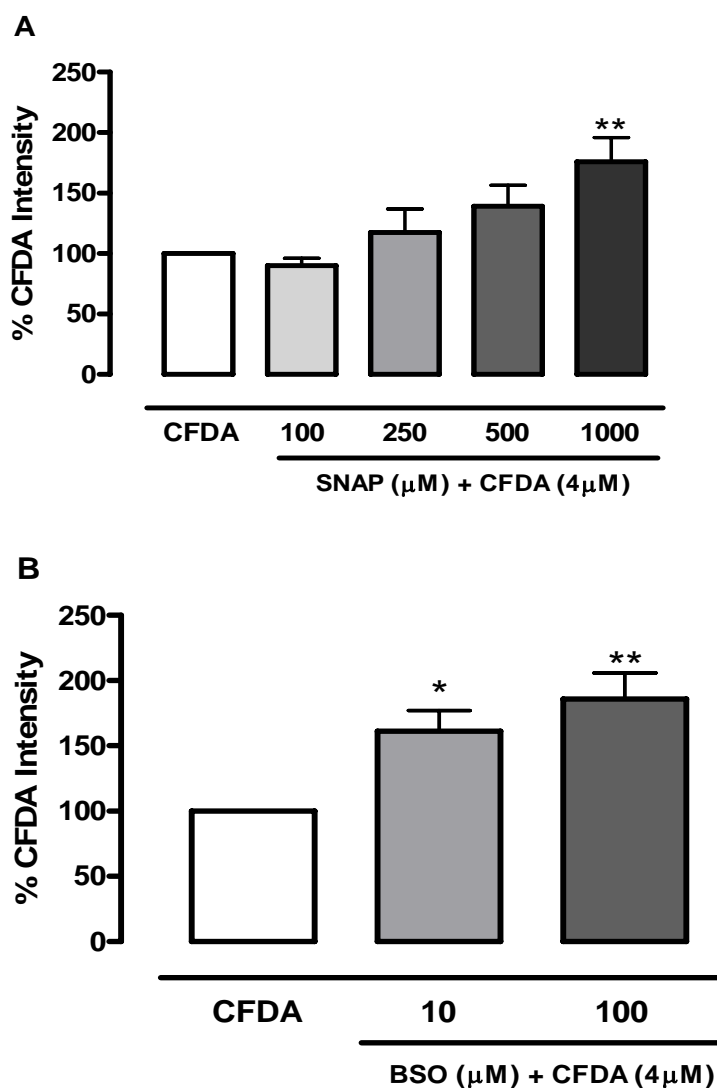 A
250
200
150
100
50
0
% CFDA Intensity
**
CFDA 100 250 500 1000
SNAP (μM) + CFDA (4μM)
B
250
200
150
100
50
0
% CFDA Intensity
*
**
CFDA 10 100
BSO (μM) + CFDA (4μM)